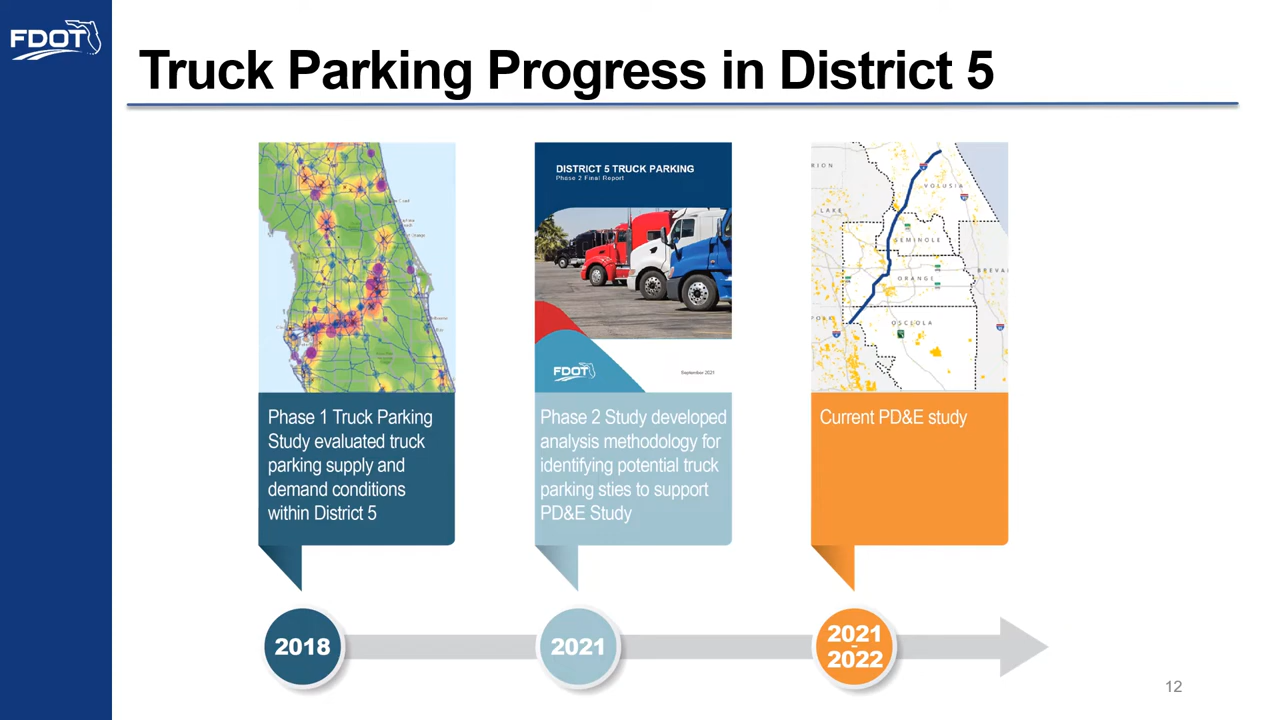 FDOT
Truck Parking Progress in District 5
DISTRICT 5 TRUCK PARKING
Phase 2 Final Report
FDOT
September 2021
VOLUSIA
LAKE
SEMINOLE
ORANGE
OSCEOLA
Phase 1 Truck Parking
Study evaluated truck
parking supply and
demand conditions
within District 5
Phase 2 Study developed
analysis methodology for
identifying potential truck
parking sties to support
PD&E Study
Current PD&E study
2018
2021
2021
-
2022
12